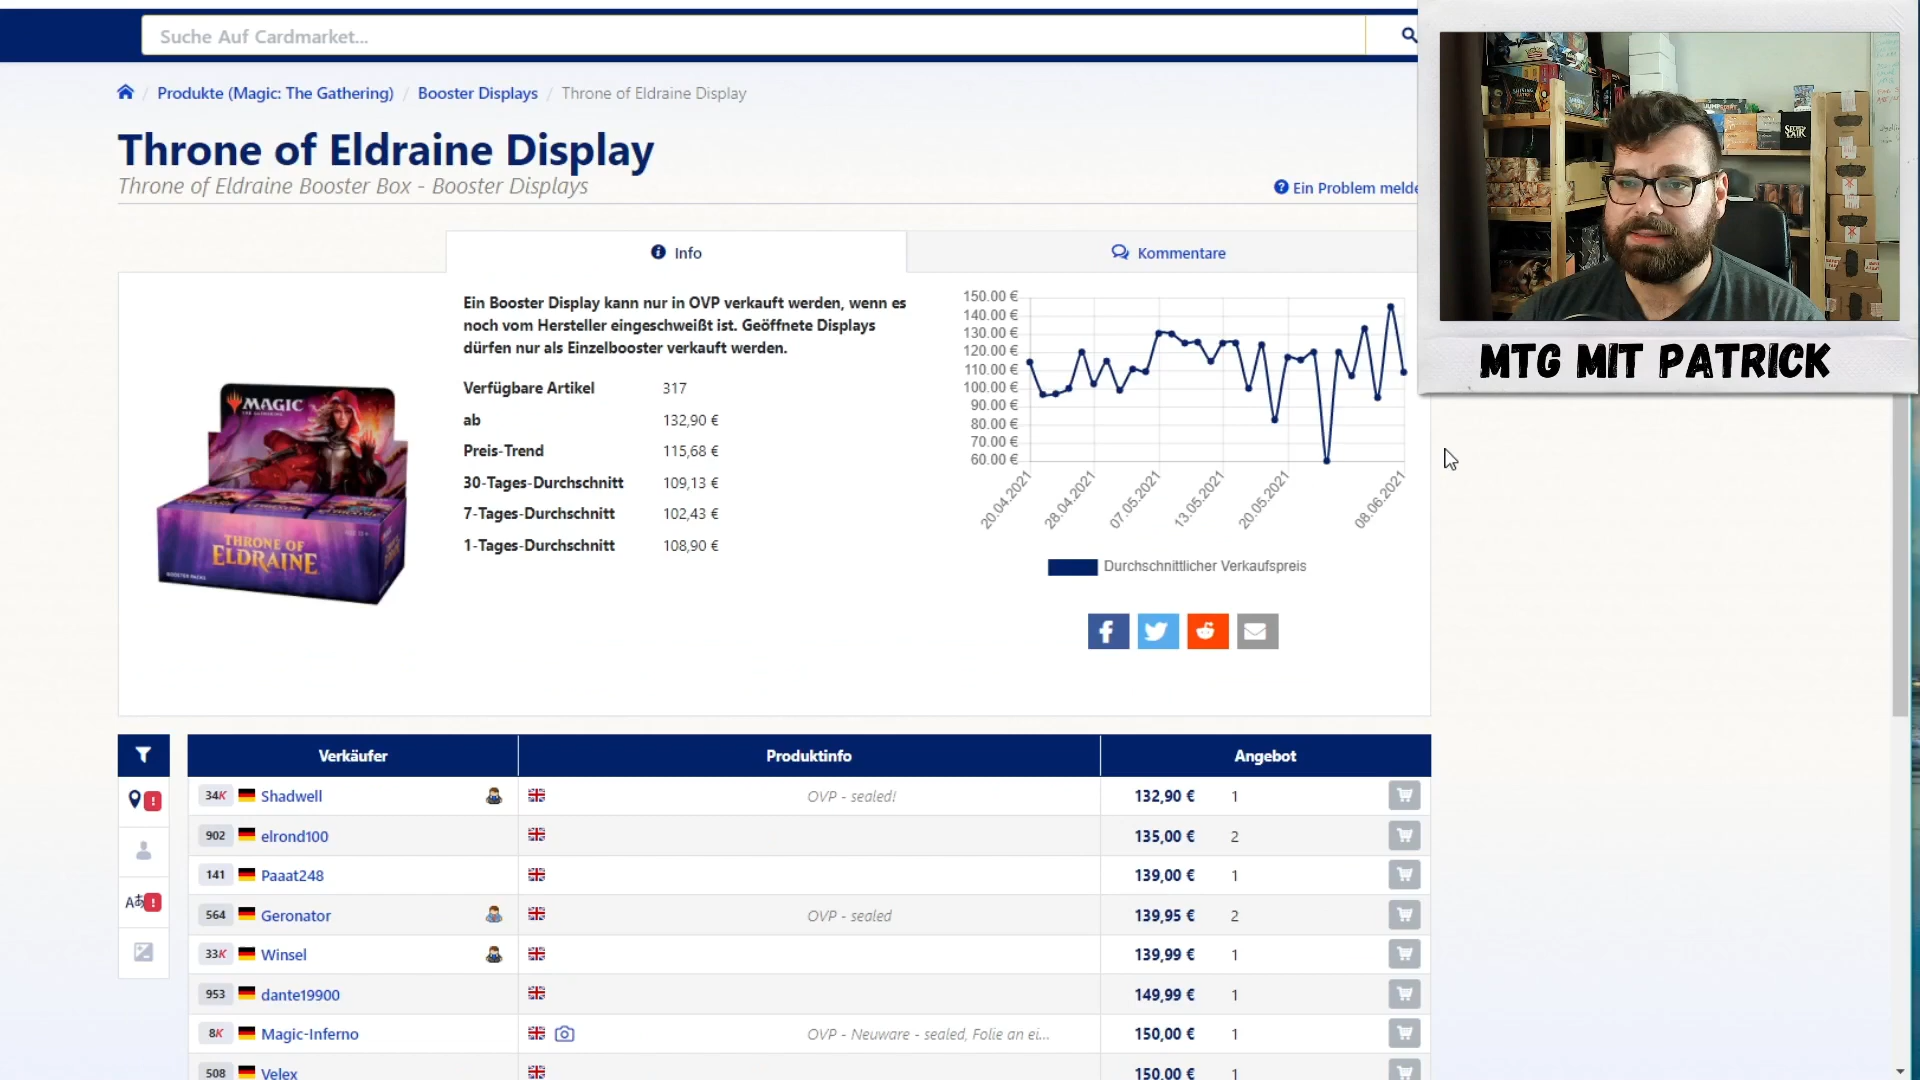 Suche Auf Cardmarket...
Produkte (Magic: The Gathering) / Booster Displays / Throne of Eldraine Display
Throne of Eldraine Display
Throne of Eldraine Booster Box - Booster Displays
Ein Problem melde
Info
Kommentare
Ein Booster Display kann nur in OVP verkauft werden, wenn es
noch vom Hersteller eingeschweißt ist. Geöffnete Displays
dürfen nur als Einzelbooster verkauft werden.
Verfügbare Artikel 317
ab 132,90 €
Preis-Trend 115,68 €
30-Tages-Durchschnitt 109,13 €
7-Tages-Durchschnitt 102,43 €
1-Tages-Durchschnitt 108,90 €
MAGIC
THE GATHERING
THRONE OF
ELDRAINE
BOOSTER PACKS
150.00 €
140.00 €
130.00 €
120.00 €
110.00 €
100.00 €
90.00 €
80.00 €
70.00 €
60.00 €
20.04.2021
28.04.2021
07.05.2021
13.05.2021
20.05.2021
08.06.2021
Durchschnittlicher Verkaufspreis
SECRET
LAIR
MTG MIT PATRICK
Verkäufer Produktinfo Angebot
34K Shadwell OVP - sealed! 132,90 € 1
902 elrond100 135,00 € 2
141 Paaat248 139,00 € 1
564 Geronator OVP - sealed 139,95 € 2
33K Winsel 139,99 € 1
953 dante19900 149,99 € 1
8K Magic-Inferno OVP - Neuware - sealed, Folie an ei... 150,00 € 1
508 Velex 150,00 € 1